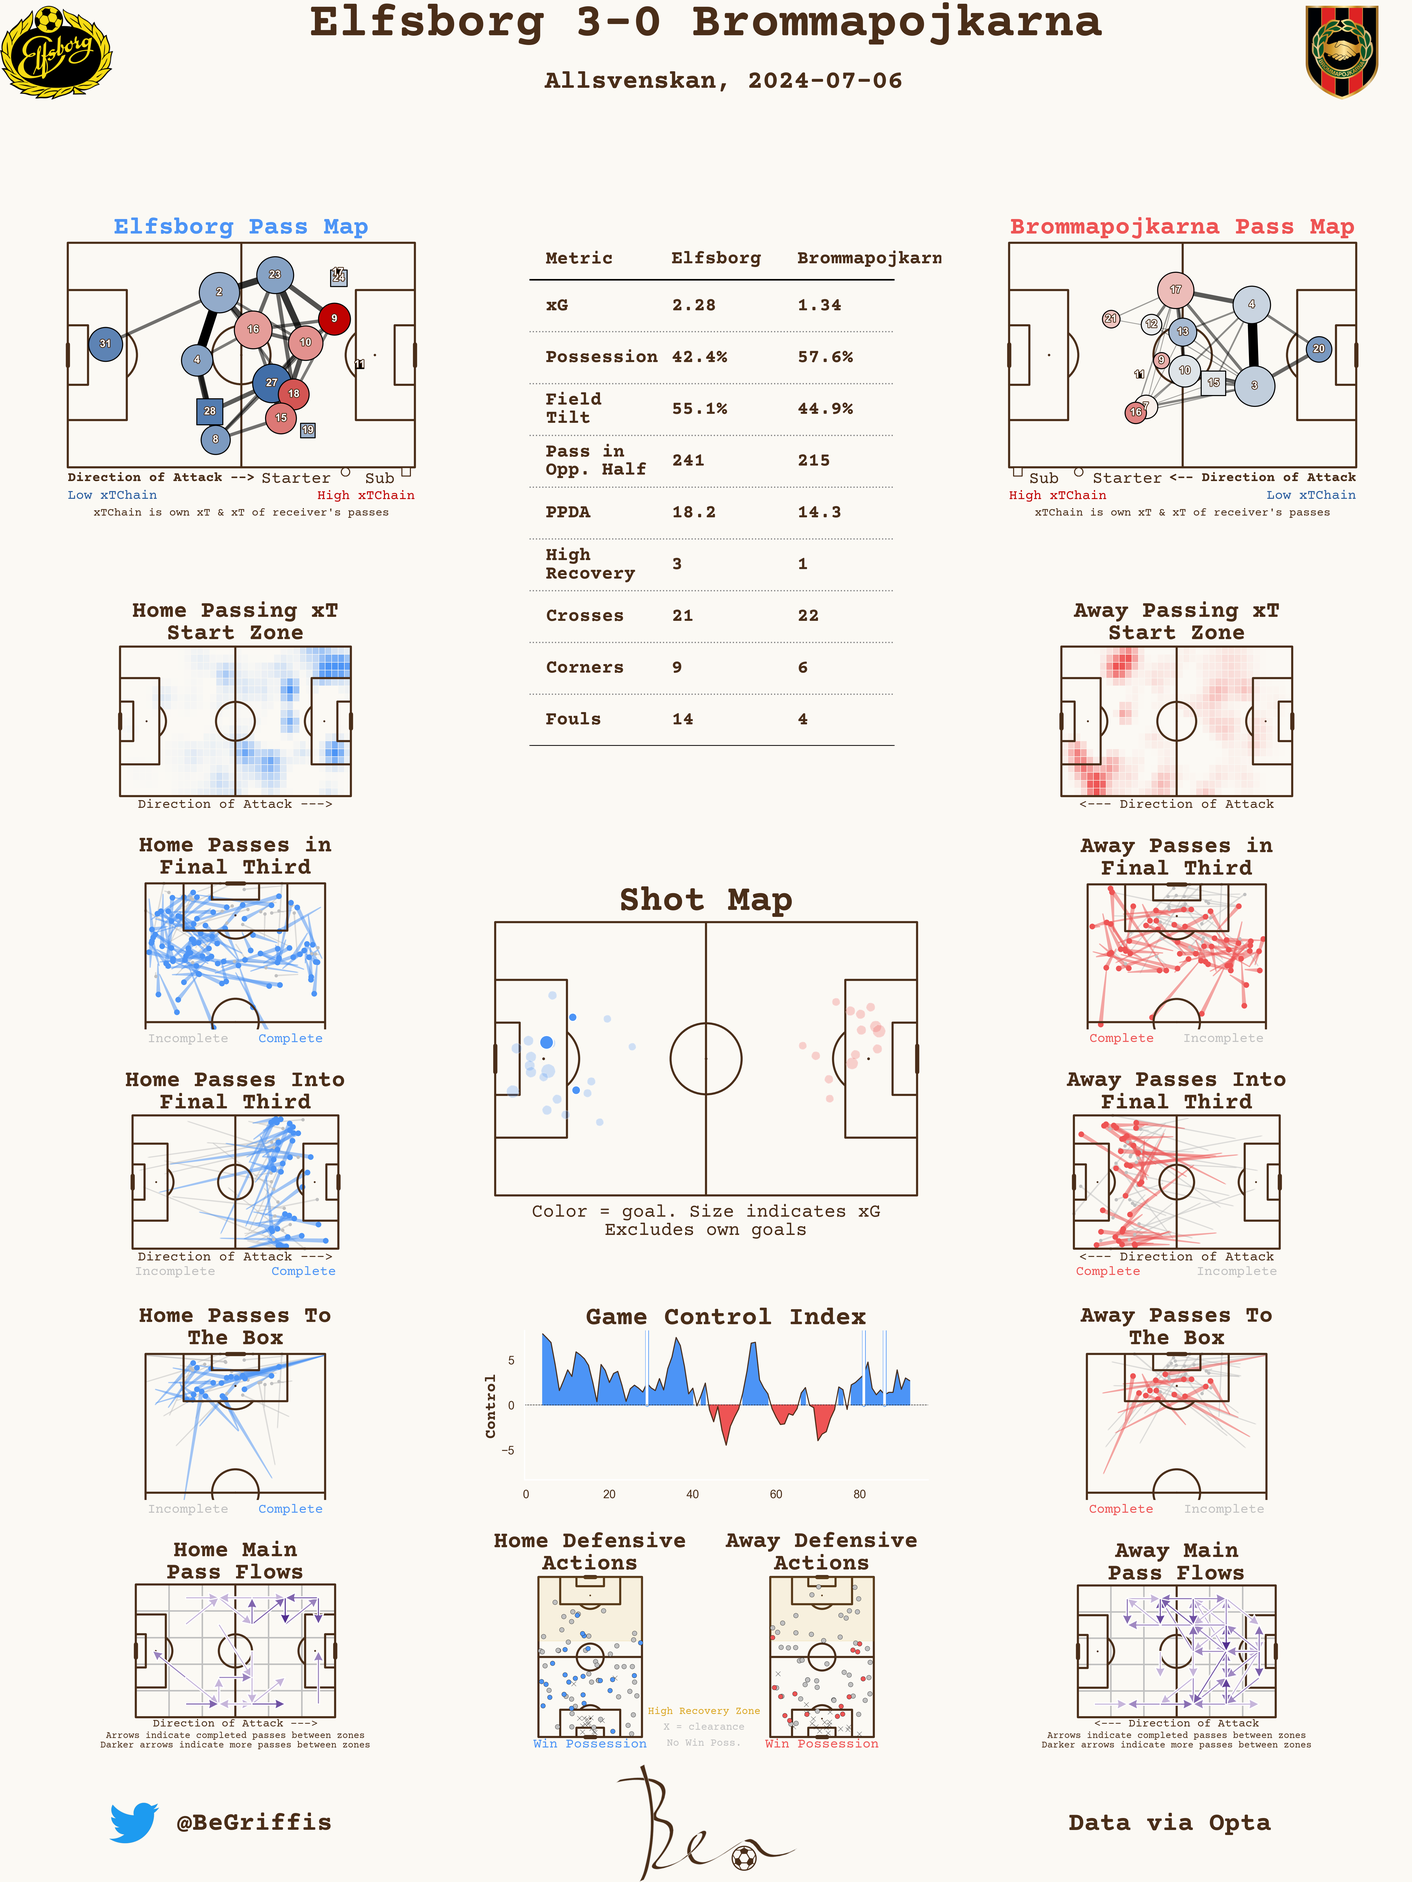 Elfsborg 3-0 Brommapojkarna
Allsvenskan, 2024-07-06
Elfsborg
BROMMAPOJKARNA
Elfsborg Pass Map
31
2
23
4
16
9
10
27
18
28
15
8
19
24
11
Direction of Attack --> Starter Sub
Low xTChain High xTChain
xTChain is own xT & xT of receiver's passes
Metric Elfsborg Brommapojkarn
xG 2.28 1.34
Possession 42.4% 57.6%
Field
Tilt 55.1% 44.9%
Pass in
Opp. Half 241 215
PPDA 18.2 14.3
High
Recovery 3 1
Crosses 21 22
Corners 9 6
Fouls 14 4
Brommapojkarna Pass Map
17
4
21
12
13
20
9
11
10
15
3
16
7
Sub Starter <-- Direction of Attack
High xTChain Low xTChain
xTChain is own xT & xT of receiver's passes
Home Passing xT
Start Zone
Direction of Attack --->
Away Passing xT
Start Zone
<--- Direction of Attack
Home Passes in
Final Third
Incomplete Complete
Shot Map
Color = goal. Size indicates xG
Excludes own goals
Away Passes in
Final Third
Complete Incomplete
Home Passes Into
Final Third
Direction of Attack --->
Incomplete Complete
Away Passes Into
Final Third
<--- Direction of Attack
Complete Incomplete
Home Passes To
The Box
Incomplete Complete
Game Control Index
Control
5
0
−5
0 20 40 60 80
Away Passes To
The Box
Complete Incomplete
Home Main
Pass Flows
Direction of Attack --->
Arrows indicate completed passes between zones
Darker arrows indicate more passes between zones
Home Defensive
Actions
Win Possession
Away Defensive
Actions
Win Possession
High Recovery Zone
X = clearance
No Win Poss.
Away Main
Pass Flows
<--- Direction of Attack
Arrows indicate completed passes between zones
Darker arrows indicate more passes between zones
@BeGriffis
Ben
Data via Opta